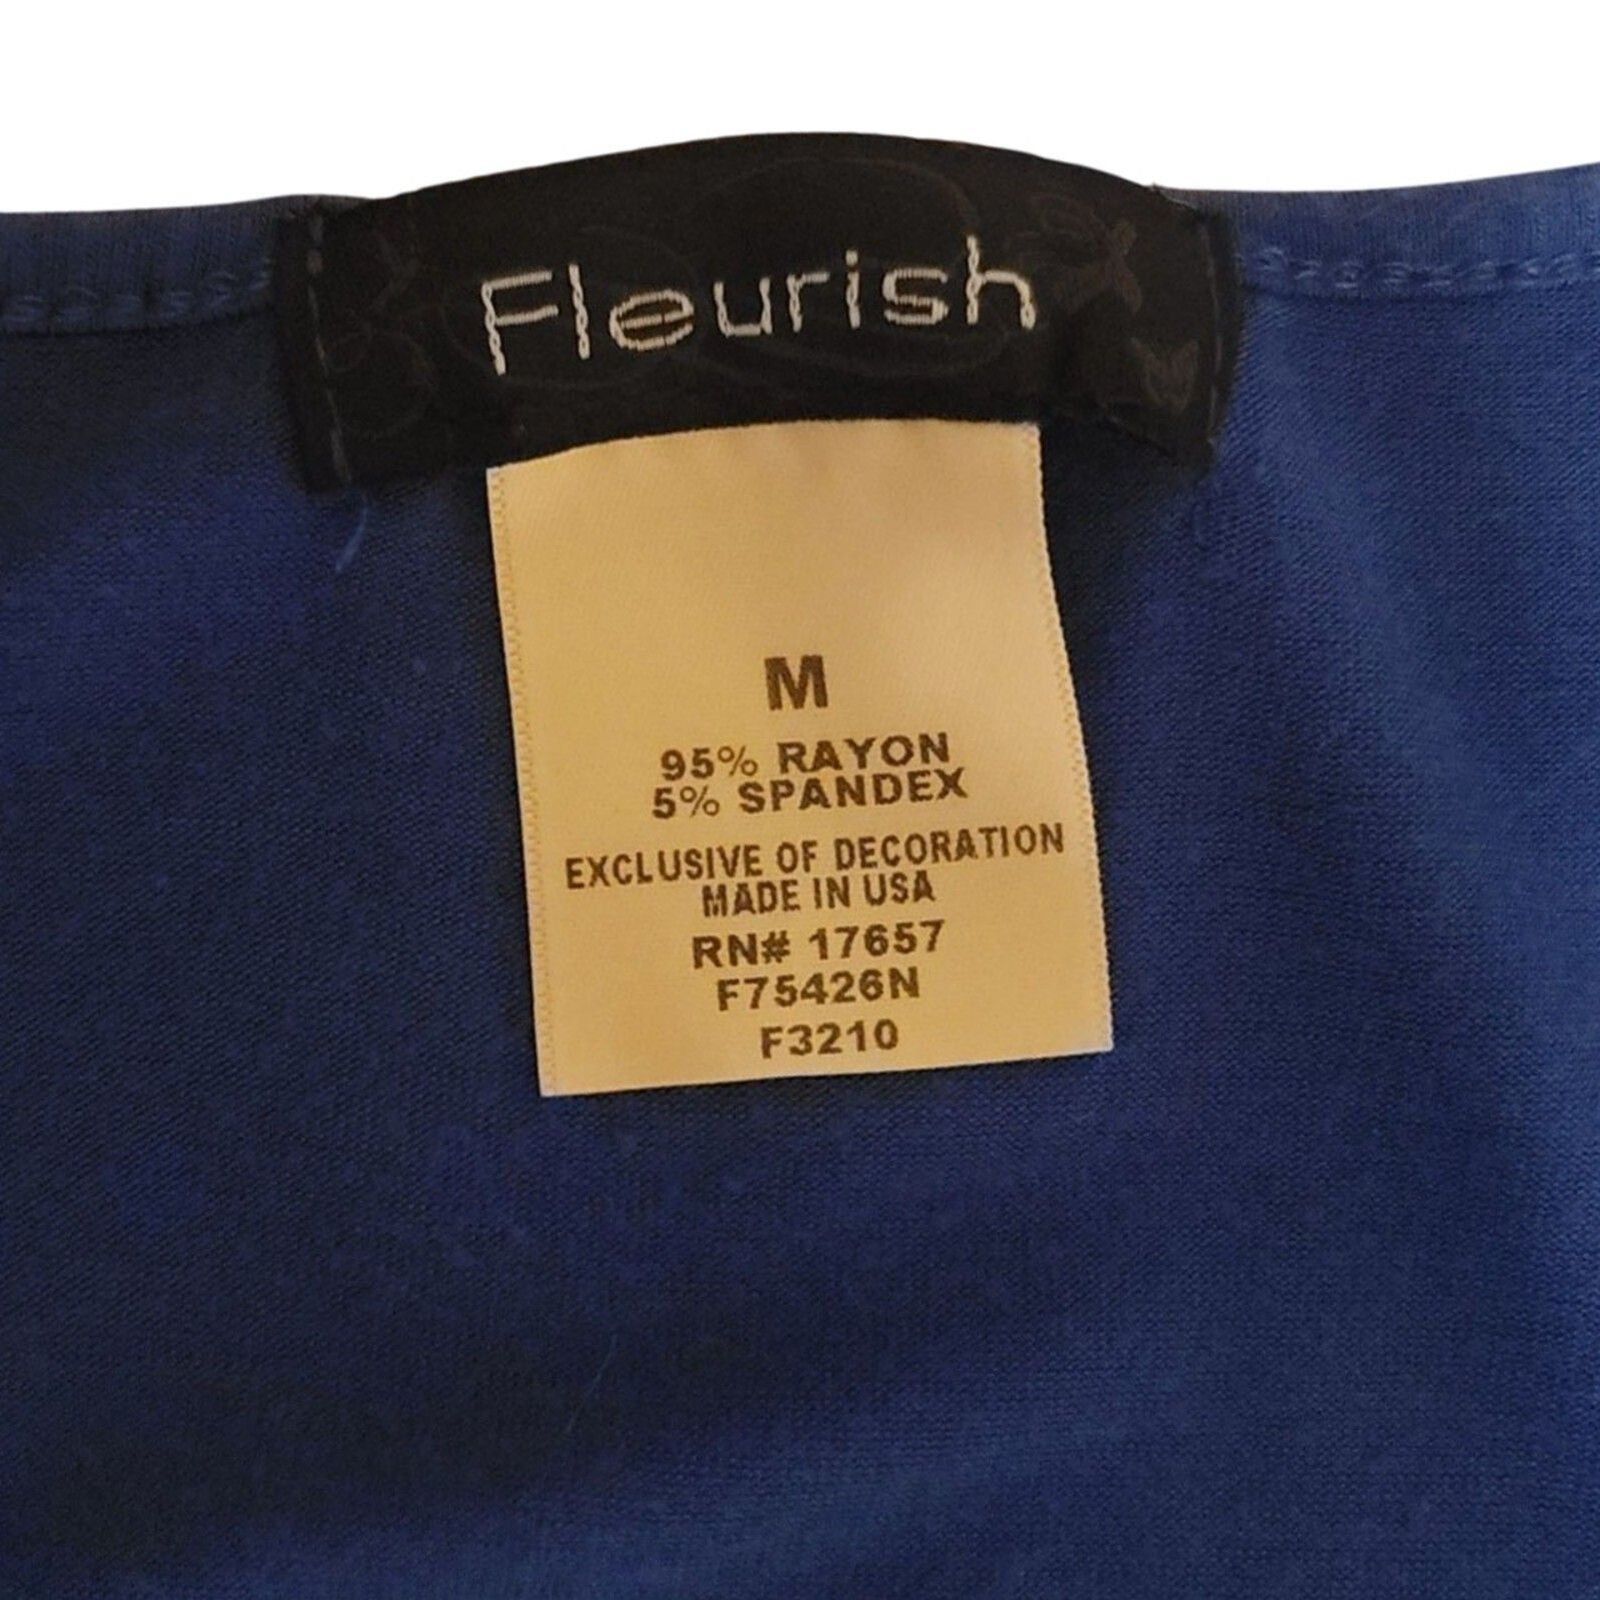 Fleurish
M
95% RAYON
5% SPANDEX
EXCLUSIVE OF DECORATION
MADE IN USA
RN# 17657
F75426N
F3210